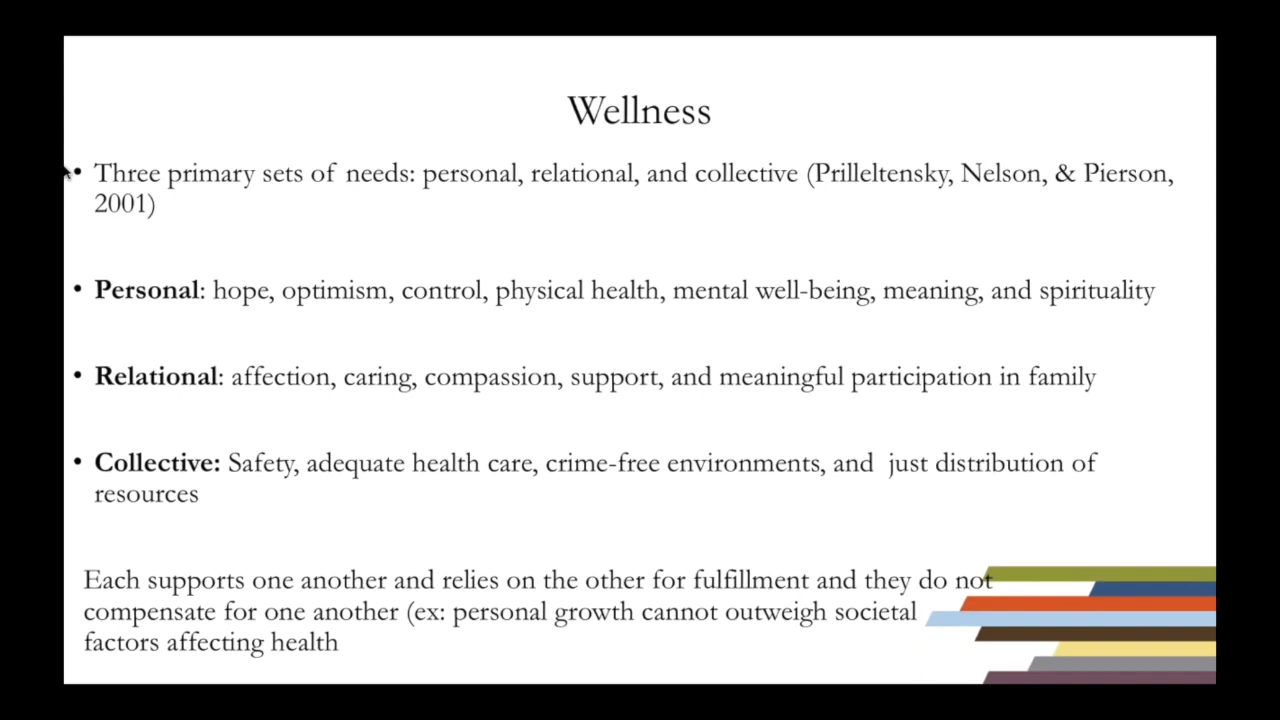 Wellness
• Three primary sets of needs: personal, relational, and collective (Prilleltensky, Nelson, & Pierson,
2001)
• Personal: hope, optimism, control, physical health, mental well-being, meaning, and spirituality
• Relational: affection, caring, compassion, support, and meaningful participation in family
• Collective: Safety, adequate health care, crime-free environments, and  just distribution of
resources
Each supports one another and relies on the other for fulfillment and they do not
compensate for one another (ex: personal growth cannot outweigh societal
factors affecting health